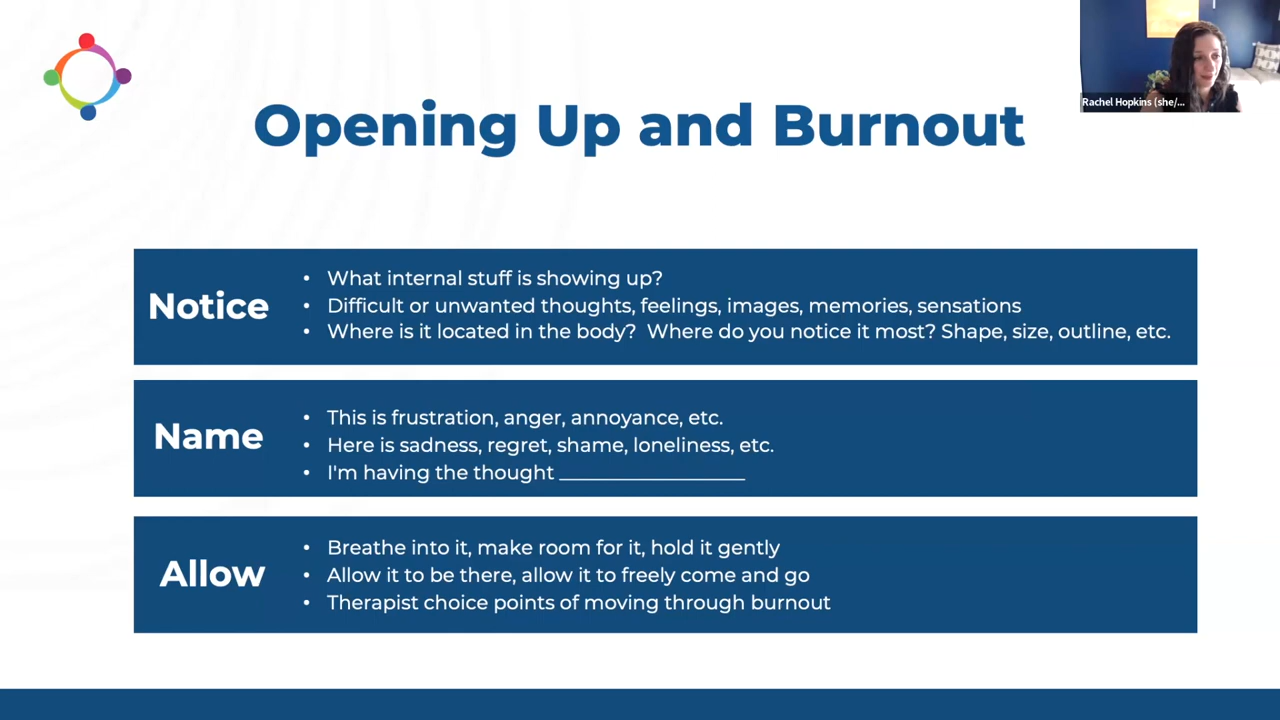 Rachel Hopkins (she/...
Opening Up and Burnout
Notice
• What internal stuff is showing up?
• Difficult or unwanted thoughts, feelings, images, memories, sensations
• Where is it located in the body?  Where do you notice it most? Shape, size, outline, etc.
Name
• This is frustration, anger, annoyance, etc.
• Here is sadness, regret, shame, loneliness, etc.
• I'm having the thought _________________
Allow
• Breathe into it, make room for it, hold it gently
• Allow it to be there, allow it to freely come and go
• Therapist choice points of moving through burnout